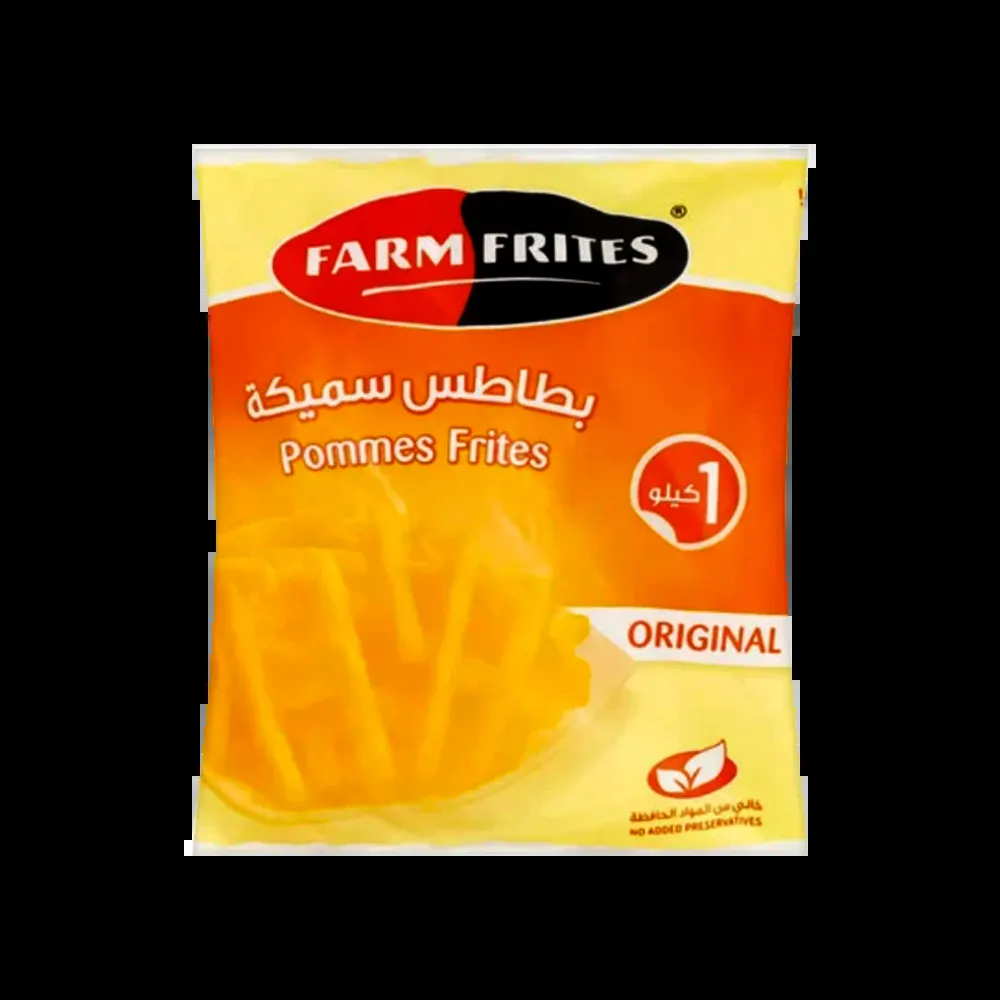 FARM FRITES ®
بطاطس سميكة
Pommes Frites
1 كيلو
ORIGINAL
خالي من المواد الحافظة
NO ADDED PRESERVATIVES